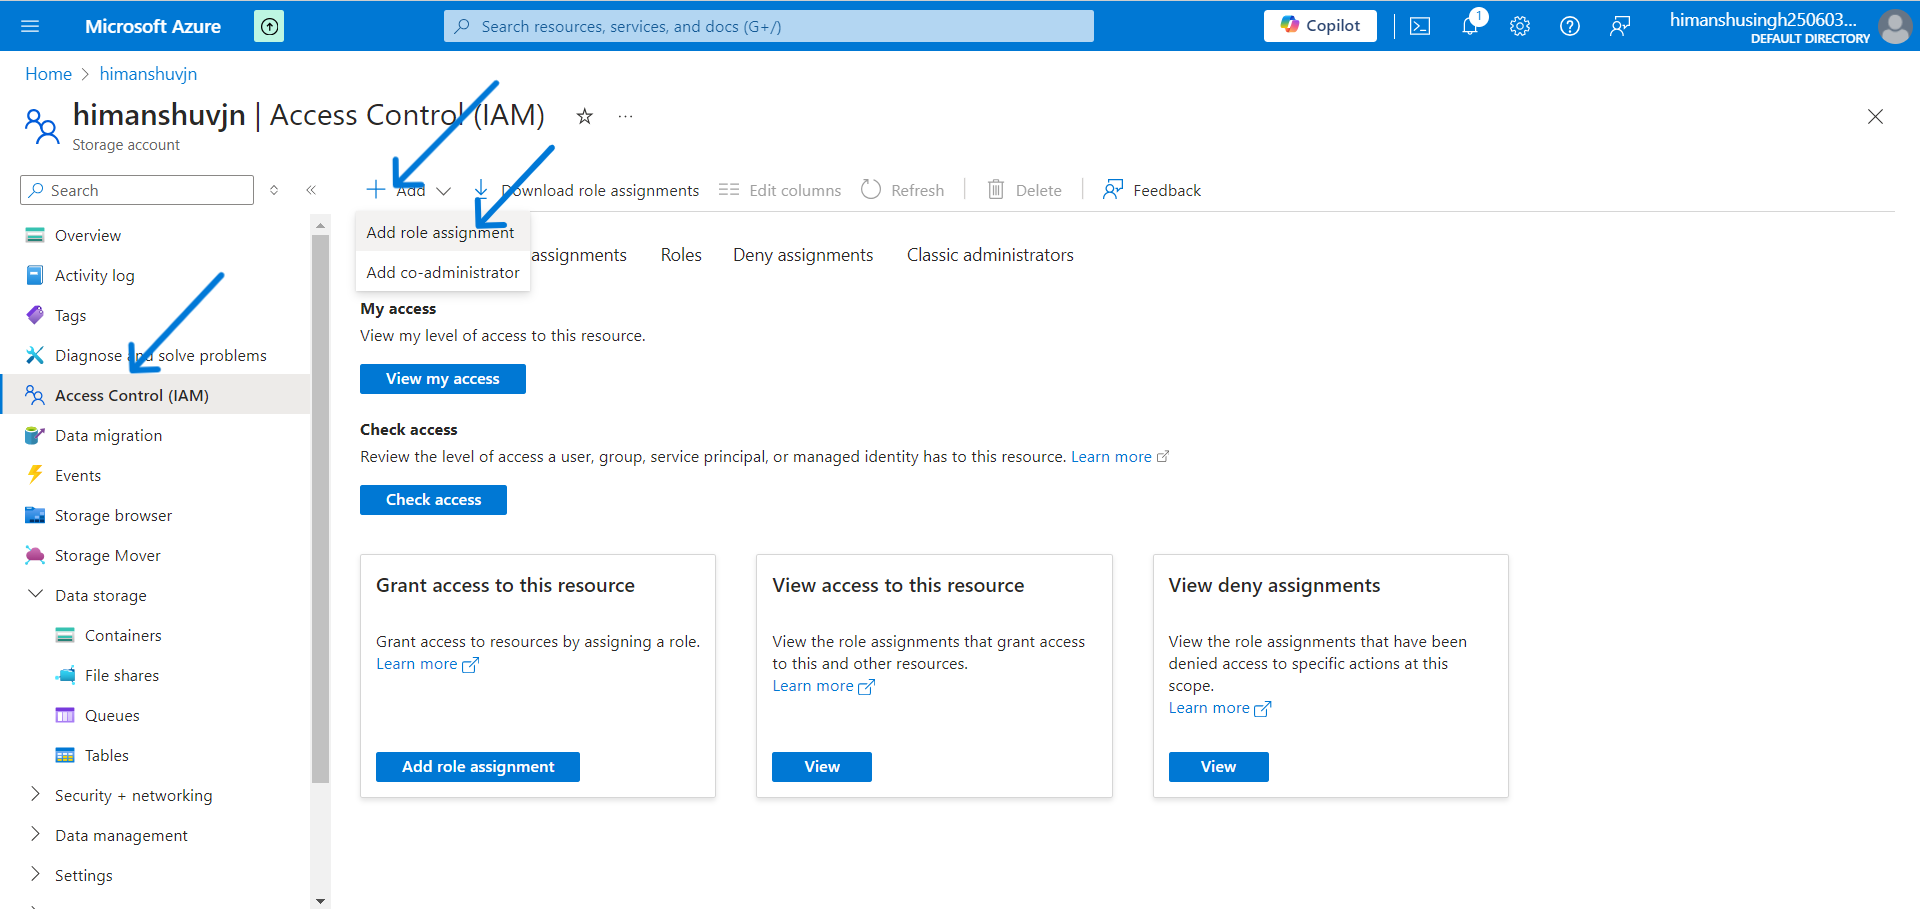 Microsoft Azure
Search resources, services, and docs (G+/)
Copilot
1
himanshusingh250603...
DEFAULT DIRECTORY
Home > himanshuvjn
himanshuvjn | Access Control (IAM)
...
Storage account
Search
Add
Download role assignments
Edit columns
Refresh
Delete
Feedback
Add role assignment
Add co-administrator
assignments
Roles
Deny assignments
Classic administrators
Overview
Activity log
Tags
Diagnose and solve problems
Access Control (IAM)
Data migration
Events
Storage browser
Storage Mover
Data storage
Containers
File shares
Queues
Tables
Security + networking
Data management
Settings
My access
View my level of access to this resource.
View my access
Check access
Review the level of access a user, group, service principal, or managed identity has to this resource. Learn more
Check access
Grant access to this resource
Grant access to resources by assigning a role.
Learn more
Add role assignment
View access to this resource
View the role assignments that grant access
to this and other resources.
Learn more
View
View deny assignments
View the role assignments that have been
denied access to specific actions at this
scope.
Learn more
View